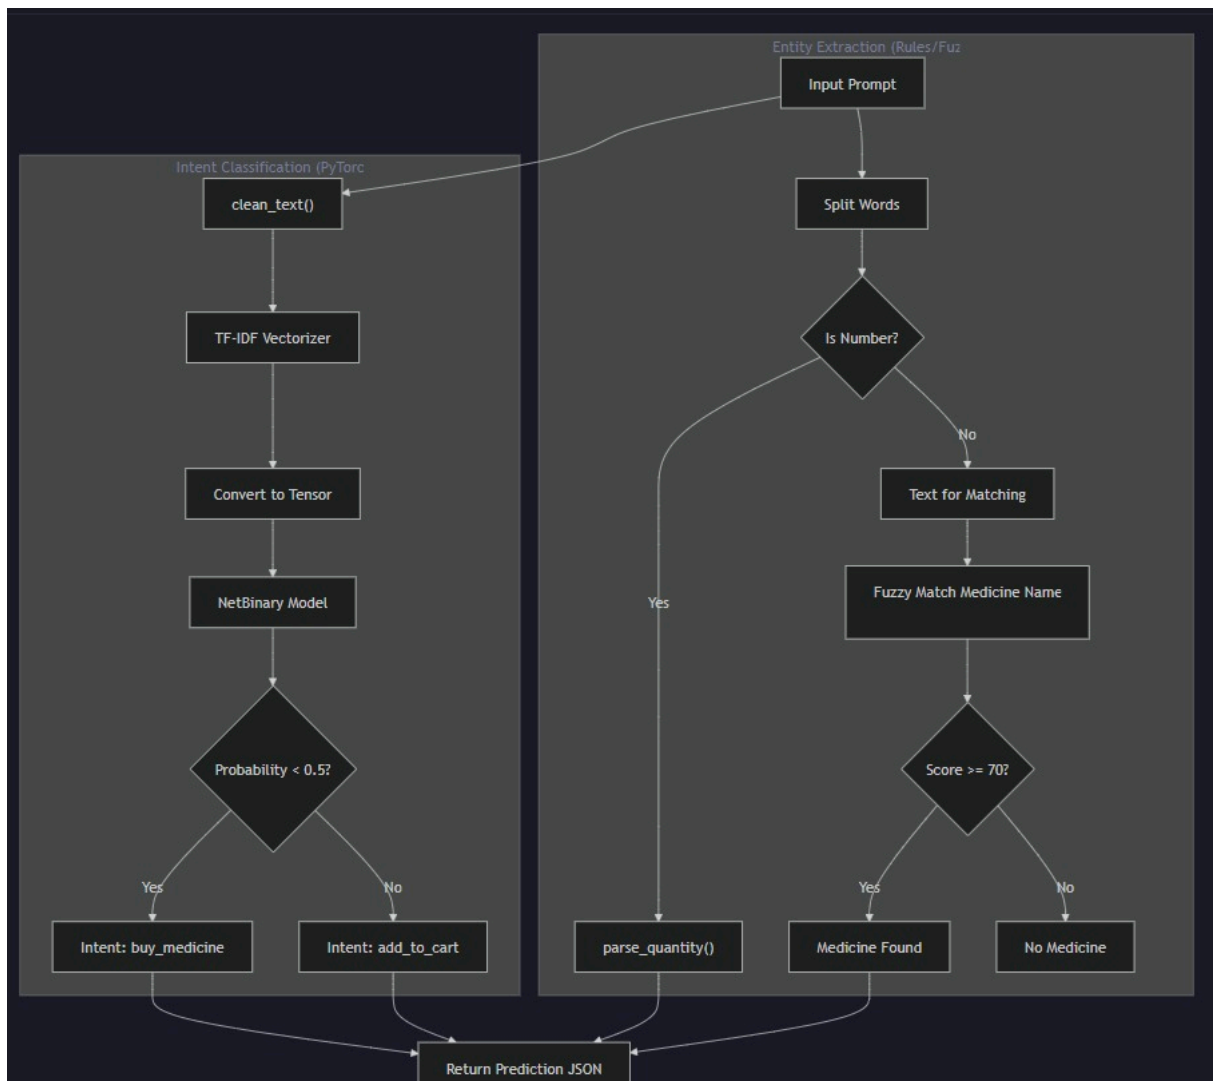 Entity Extraction (Rules/Fuz
Input Prompt
Intent Classification (PyTorc
clean_text()
Split Words
TF-IDF Vectorizer
Is Number?
No
Convert to Tensor
Text for Matching
NetBinary Model
Yes
Fuzzy Match Medicine Name
Probability < 0.5?
Score >= 70?
Yes
No
Yes
No
Intent: buy_medicine
Intent: add_to_cart
parse_quantity()
Medicine Found
No Medicine
Return Prediction JSON